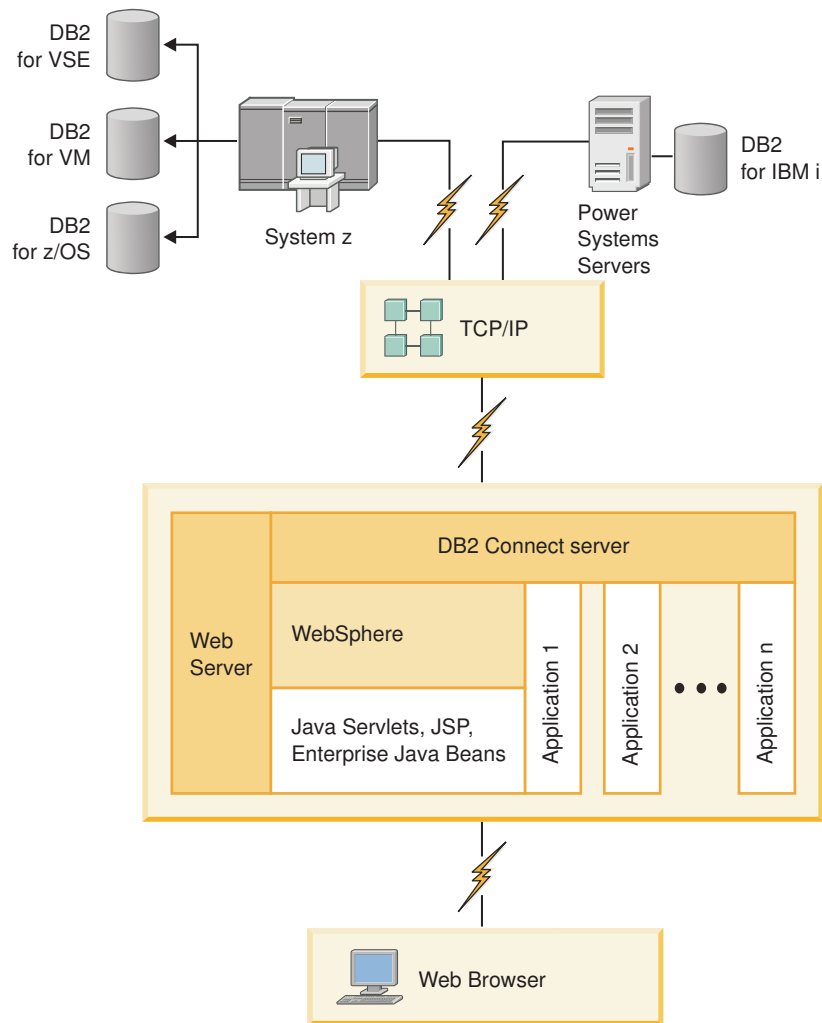 DB2
for VSE
DB2
for VM
DB2
for z/OS
System z
Power
Systems
Servers
DB2
for IBM i
TCP/IP
DB2 Connect server
Web
Server
WebSphere
Java Servlets, JSP,
Enterprise Java Beans
Application 1
Application 2
Application n
Web Browser